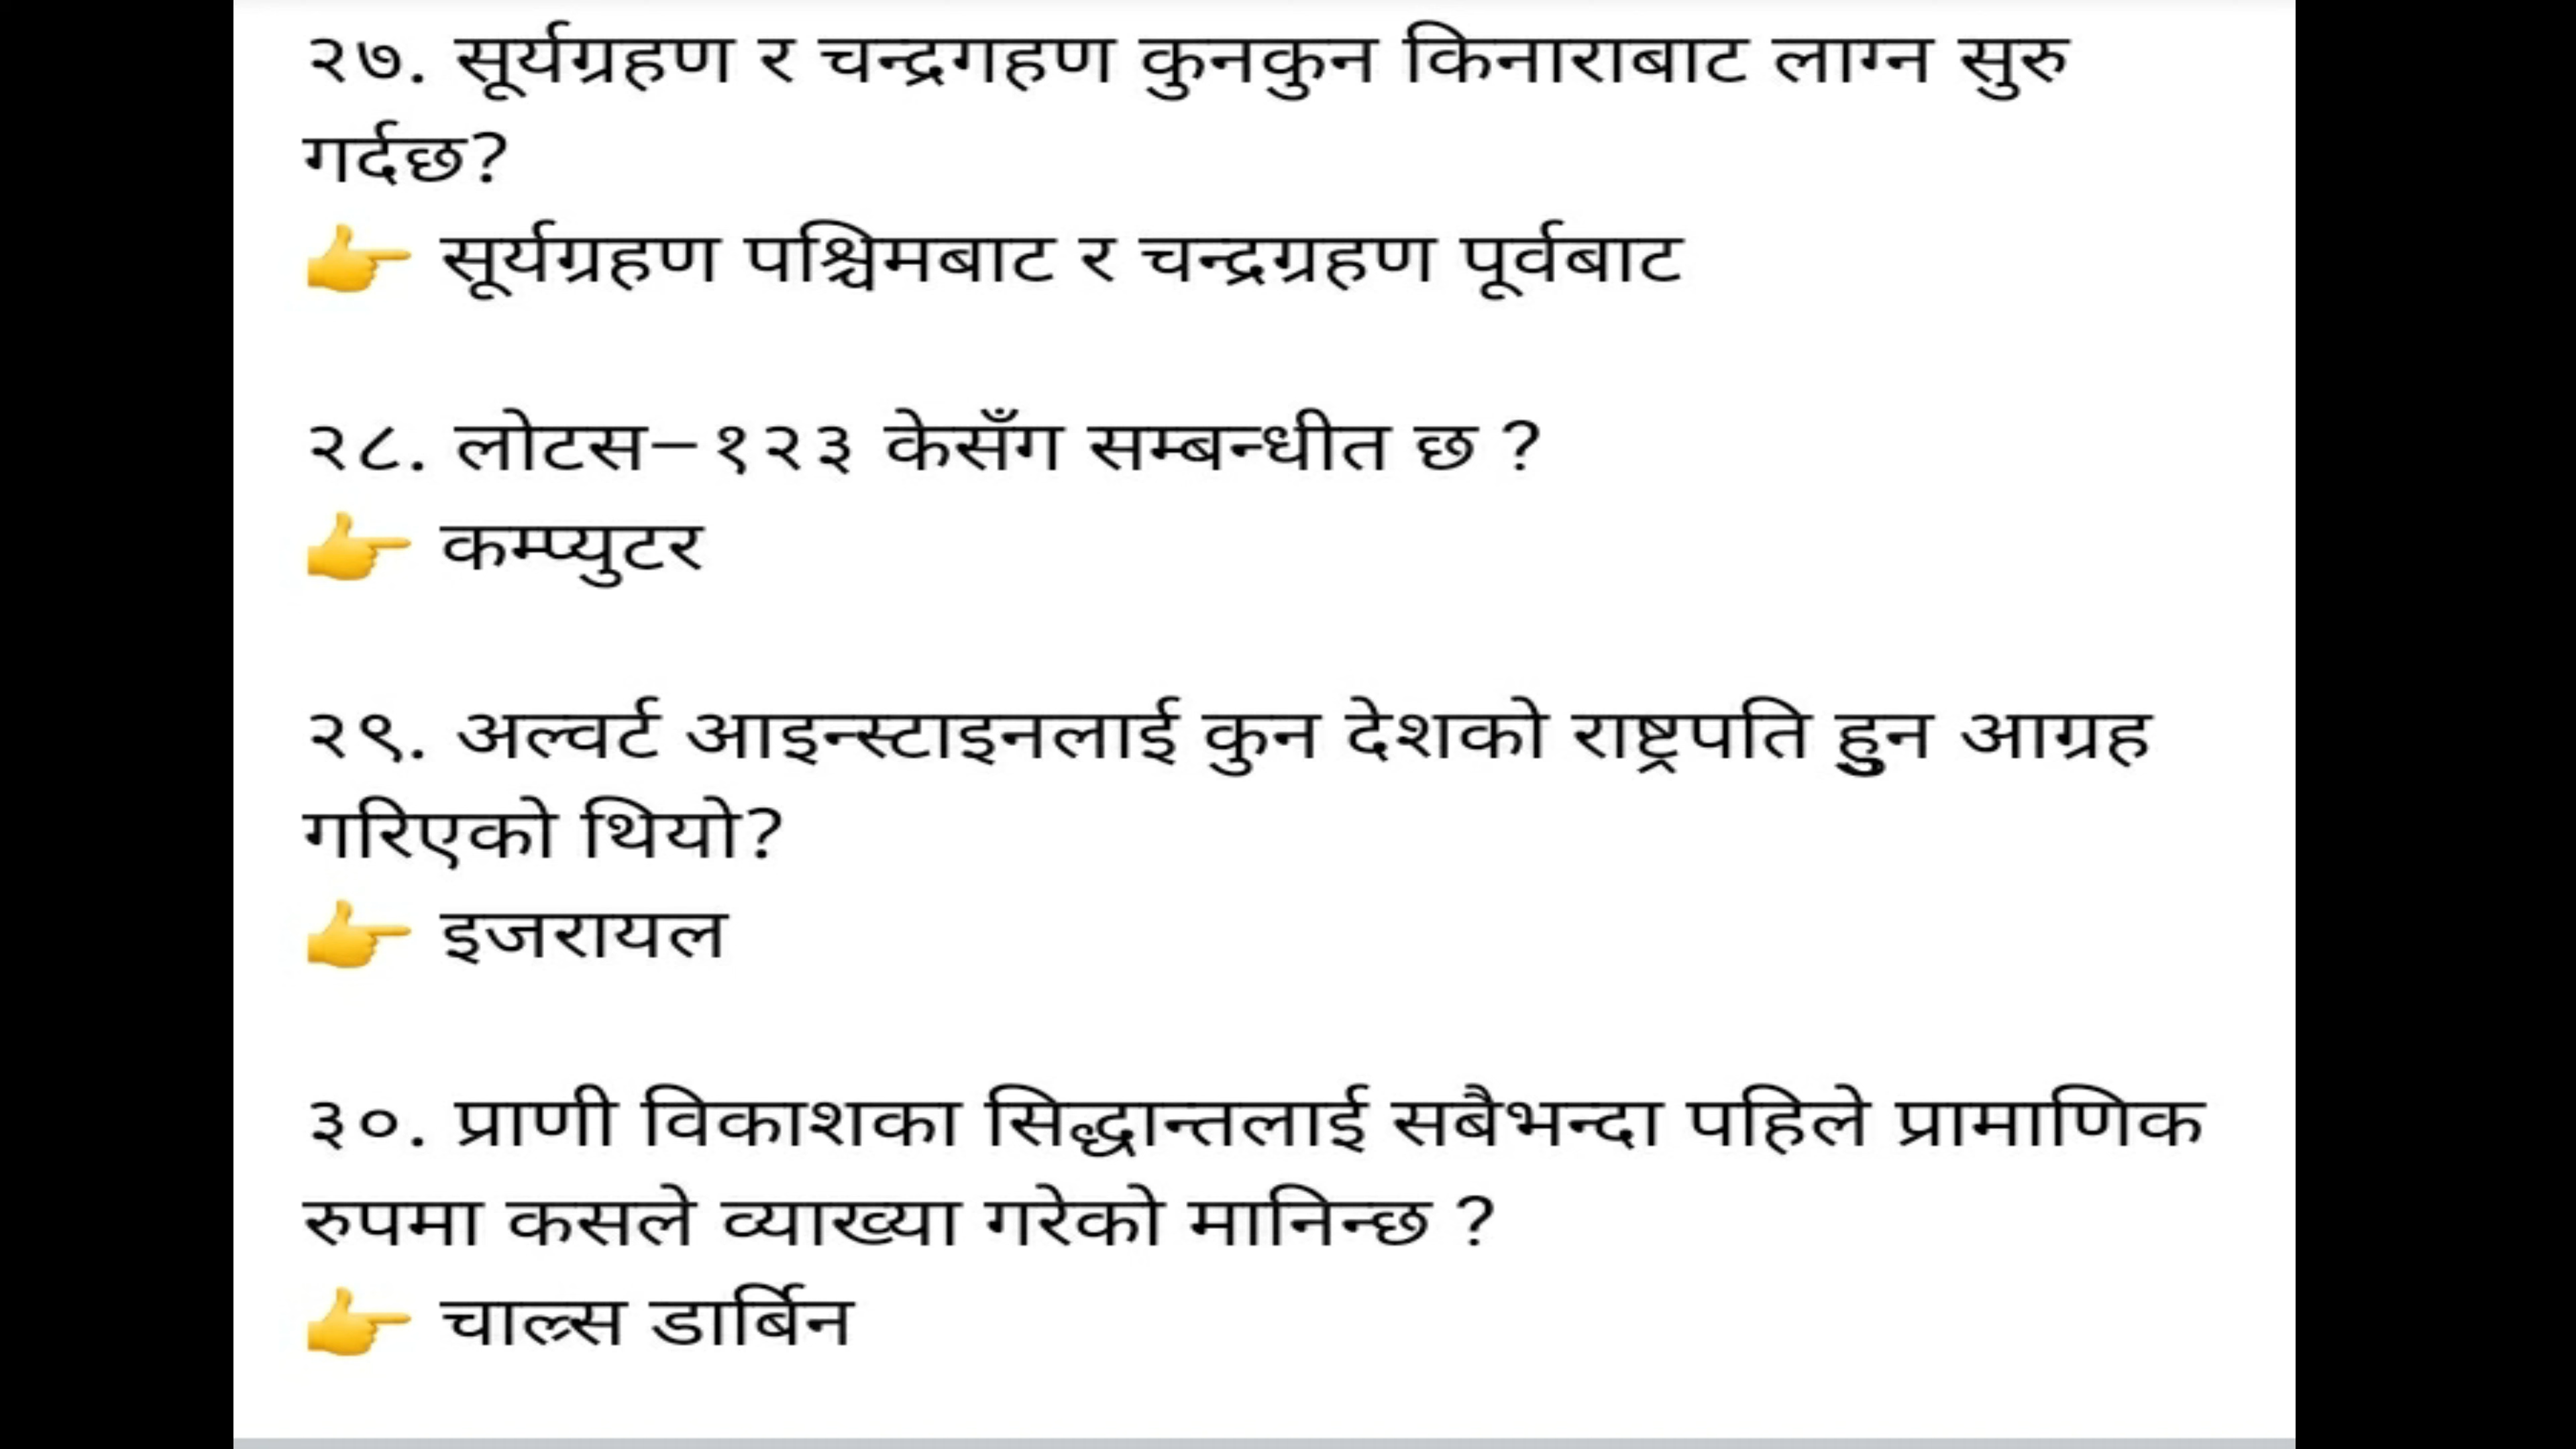 २७. सूर्यग्रहण र चन्द्रगहण कुनकुन किनाराबाट लाग्न सुरु
गर्दछ?
👉 सूर्यग्रहण पश्चिमबाट र चन्द्रग्रहण पूर्वबाट
२८. लोटस–१२३ केसँग सम्बन्धीत छ ?
👉 कम्प्युटर
२९. अल्वर्ट आइन्स्टाइनलाई कुन देशको राष्ट्रपति हुुन आग्रह
गरिएको थियो?
👉 इजरायल
३०. प्राणी विकाशका सिद्धान्तलाई सबैभन्दा पहिले प्रामाणिक
रुपमा कसले व्याख्या गरेको मानिन्छ ?
👉 चाल्र्स डार्बिन